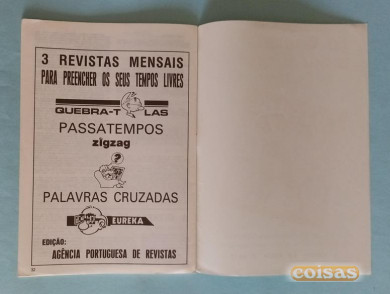 3 REVISTAS MENSAIS
PARA PREENCHER OS SEUS TEMPOS LIVRES
QUEBRA-T LAS
PASSATEMPOS
zigzag
?
PALAVRAS CRUZADAS
EUREKA
EDIÇÃO:
AGÊNCIA PORTUGUESA DE REVISTAS
coisas